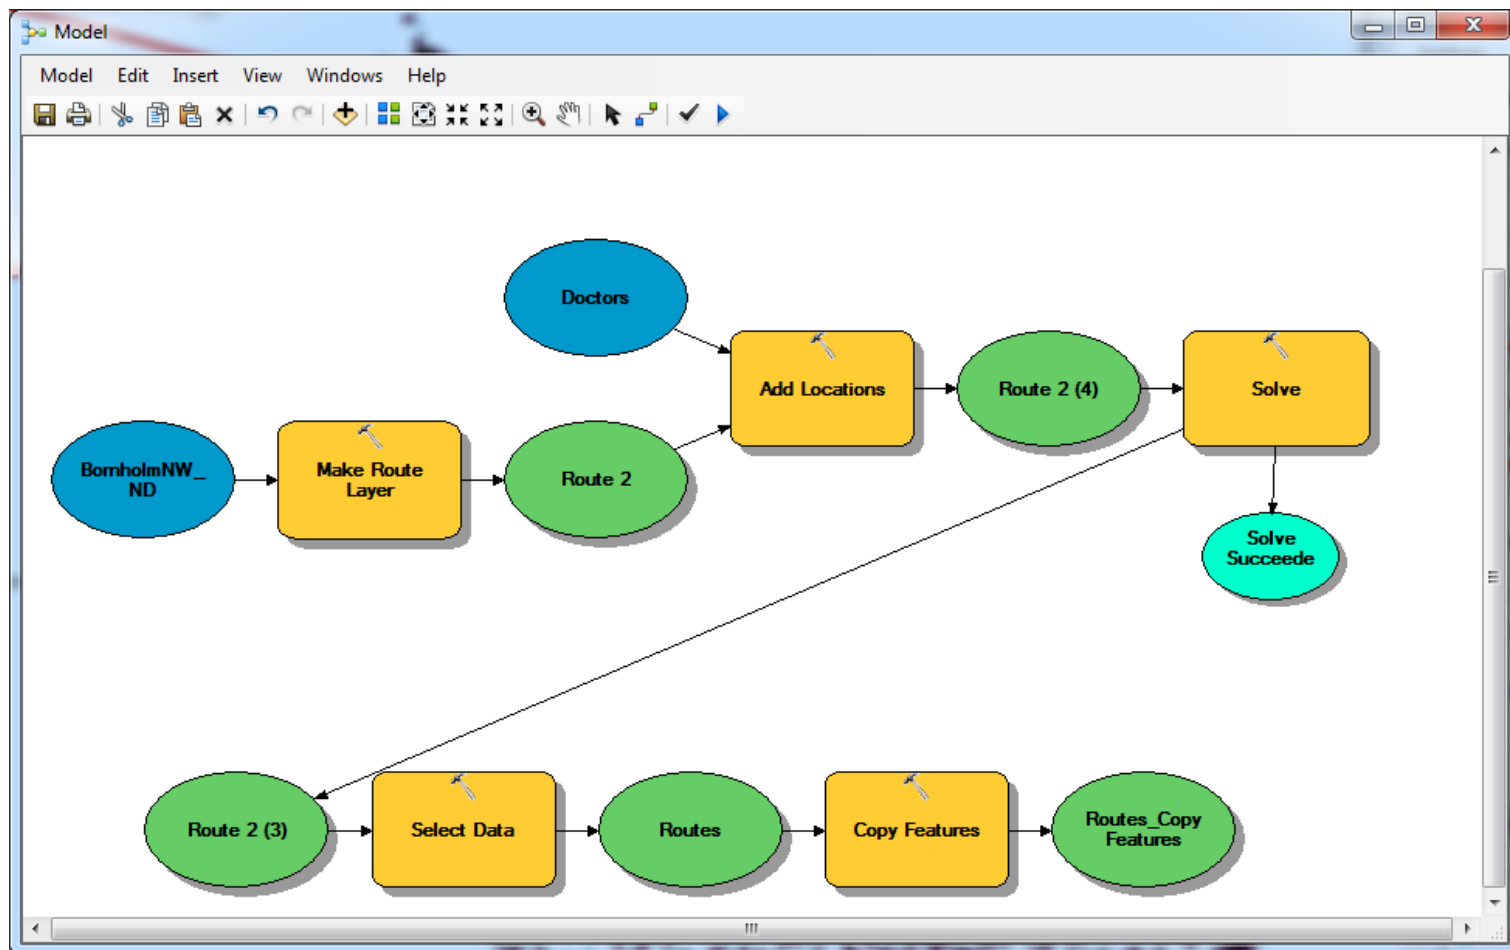 Model
Model Edit Insert View Windows Help
Doctors
Add Locations
Route 2 (4)
Solve
BornholmNW_
ND
Make Route
Layer
Route 2
Solve
Succeede
Route 2 (3)
Select Data
Routes
Copy Features
Routes_Copy
Features